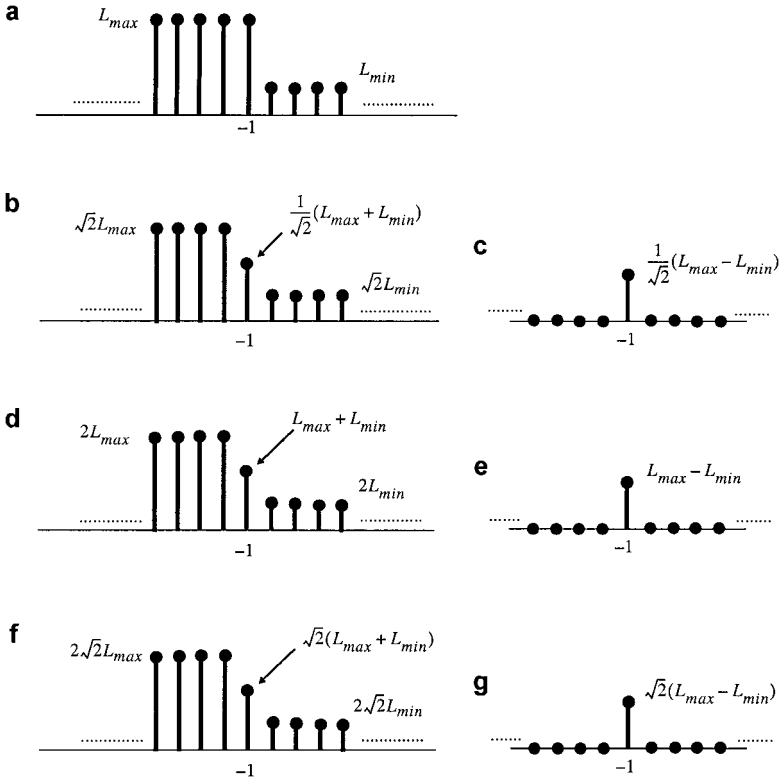 a
L_max
L_min
−1
b
√2L_max
1/√2(L_max + L_min)
√2L_min
−1
c
1/√2(L_max − L_min)
−1
d
2L_max
L_max + L_min
2L_min
−1
e
L_max − L_min
−1
f
2√2L_max
√2(L_max + L_min)
2√2L_min
−1
g
√2(L_max − L_min)
−1